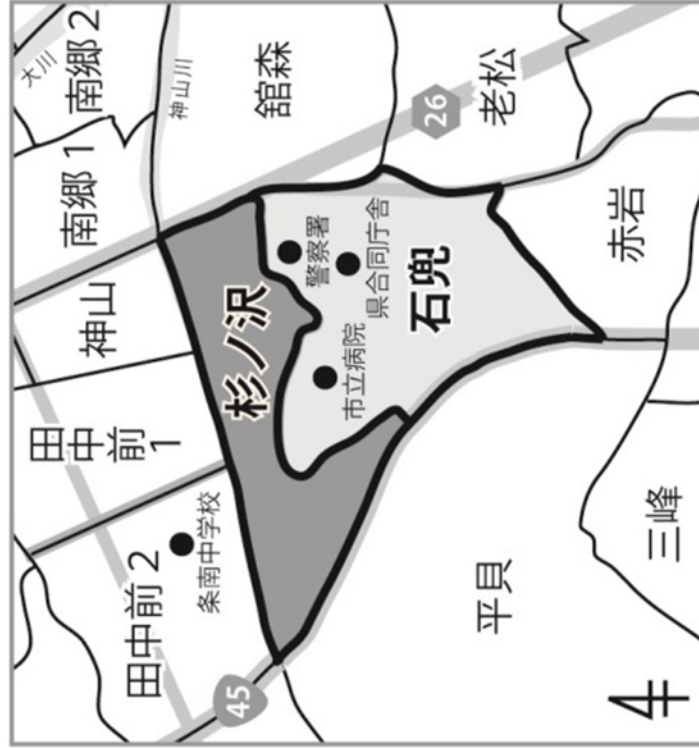 大川
南郷 2
神山川
舘森
南郷 1
26
老松
神山
警察署
県合同庁舎
赤岩
杉ノ沢
石兜
市立病院
田中前
1
条南中学校
田中前 2
平貝
三峰
45